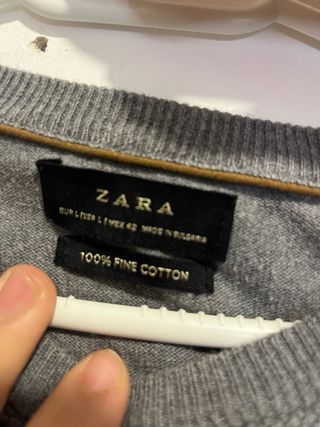 ZARA
EUR L / USA L / MEX 42 MADE IN BULGARIA
100% FINE COTTON